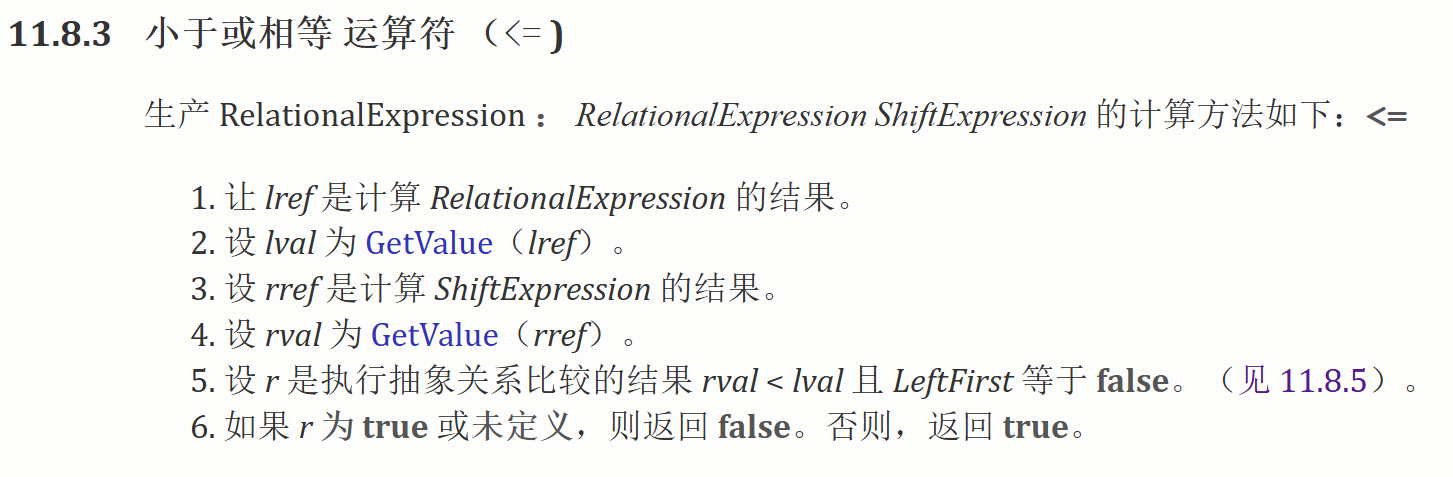 11.8.3 小于或相等 运算符 （<= )
生产 RelationalExpression ： RelationalExpression ShiftExpression 的计算方法如下：<=
1. 让 lref 是计算 RelationalExpression 的结果。
2. 设 lval 为 GetValue（lref）。
3. 设 rref 是计算 ShiftExpression 的结果。
4. 设 rval 为 GetValue（rref）。
5. 设 r 是执行抽象关系比较的结果 rval < lval 且 LeftFirst 等于 false。（见 11.8.5）。
6. 如果 r 为 true 或未定义，则返回 false。否则，返回 true。